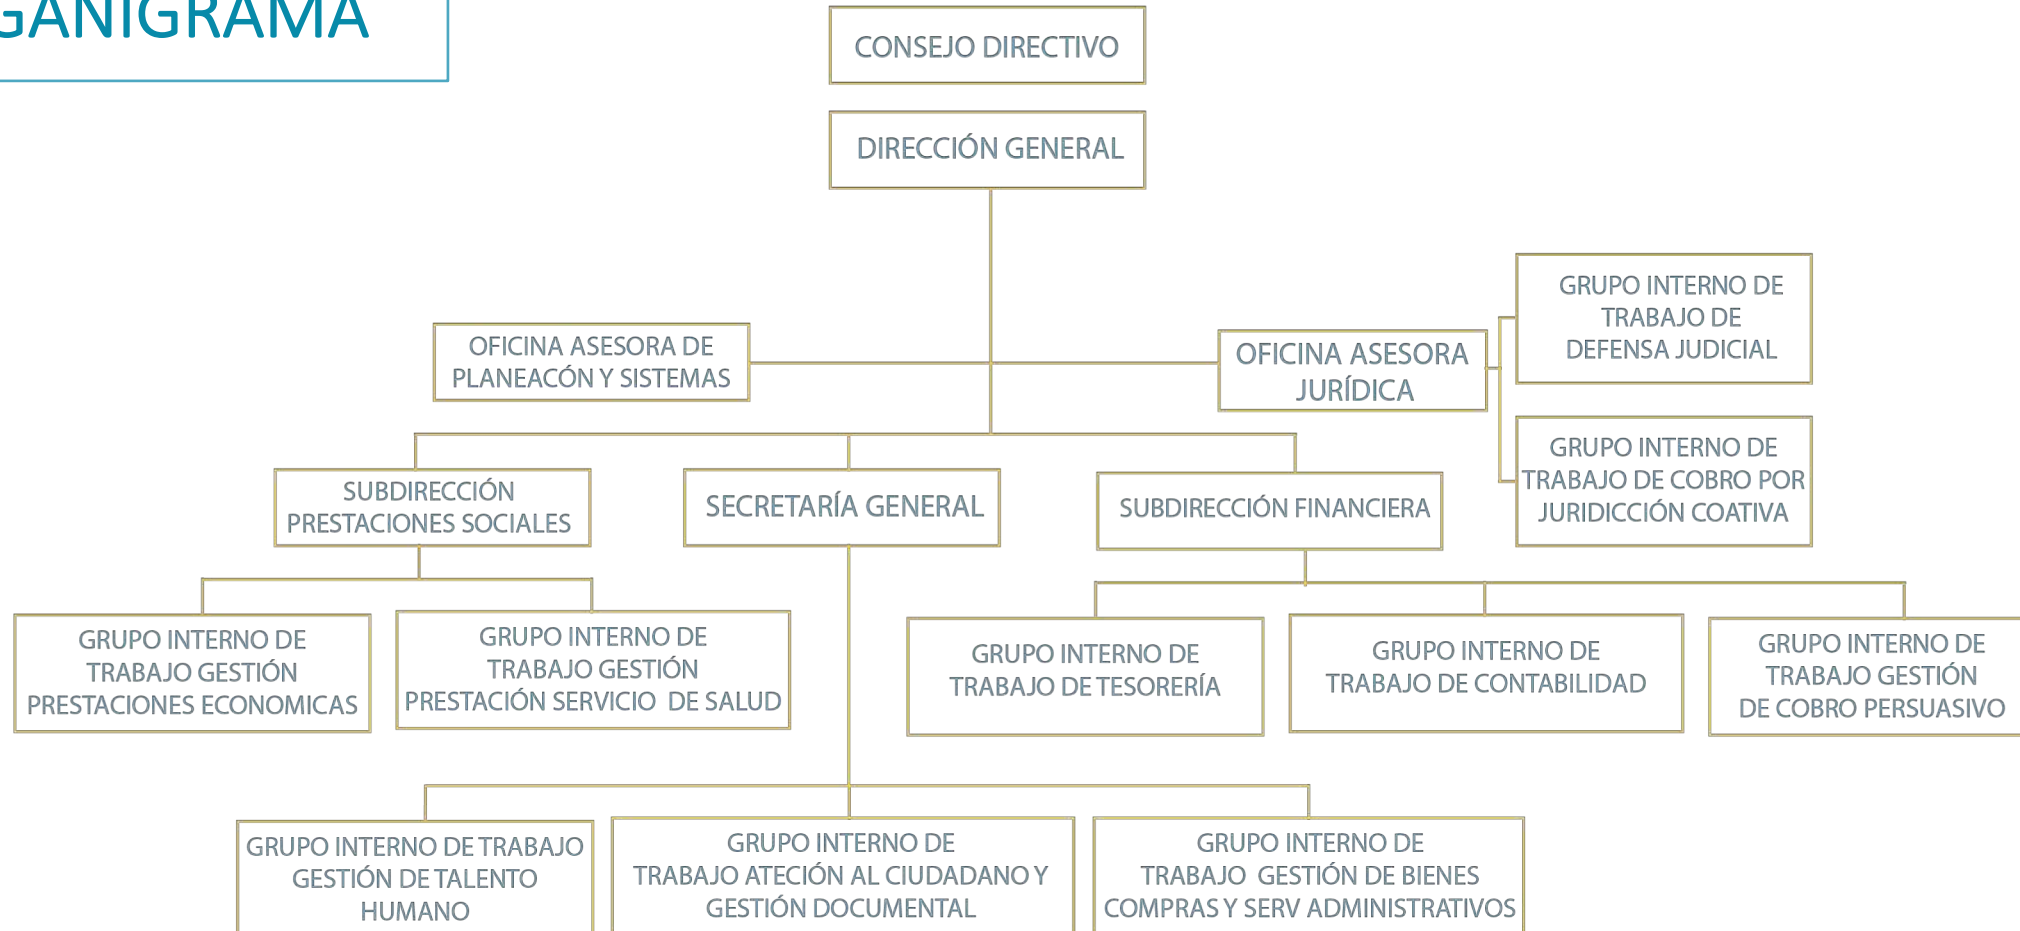 GANIGRAMA
CONSEJO DIRECTIVO
DIRECCIÓN GENERAL
OFICINA ASESORA DE
PLANEACÓN Y SISTEMAS
OFICINA ASESORA
JURÍDICA
GRUPO INTERNO DE
TRABAJO DE
DEFENSA JUDICIAL
GRUPO INTERNO DE
TRABAJO DE COBRO POR
JURIDICCIÓN COATIVA
SUBDIRECCIÓN
PRESTACIONES SOCIALES
SECRETARÍA GENERAL
SUBDIRECCIÓN FINANCIERA
GRUPO INTERNO DE
TRABAJO GESTIÓN
PRESTACIONES ECONOMICAS
GRUPO INTERNO DE
TRABAJO GESTIÓN
PRESTACIÓN SERVICIO DE SALUD
GRUPO INTERNO DE
TRABAJO DE TESORERÍA
GRUPO INTERNO DE
TRABAJO DE CONTABILIDAD
GRUPO INTERNO DE
TRABAJO GESTIÓN
DE COBRO PERSUASIVO
GRUPO INTERNO DE TRABAJO
GESTIÓN DE TALENTO
HUMANO
GRUPO INTERNO DE
TRABAJO ATECIÓN AL CIUDADANO Y
GESTIÓN DOCUMENTAL
GRUPO INTERNO DE
TRABAJO GESTIÓN DE BIENES
COMPRAS Y SERV ADMINISTRATIVOS